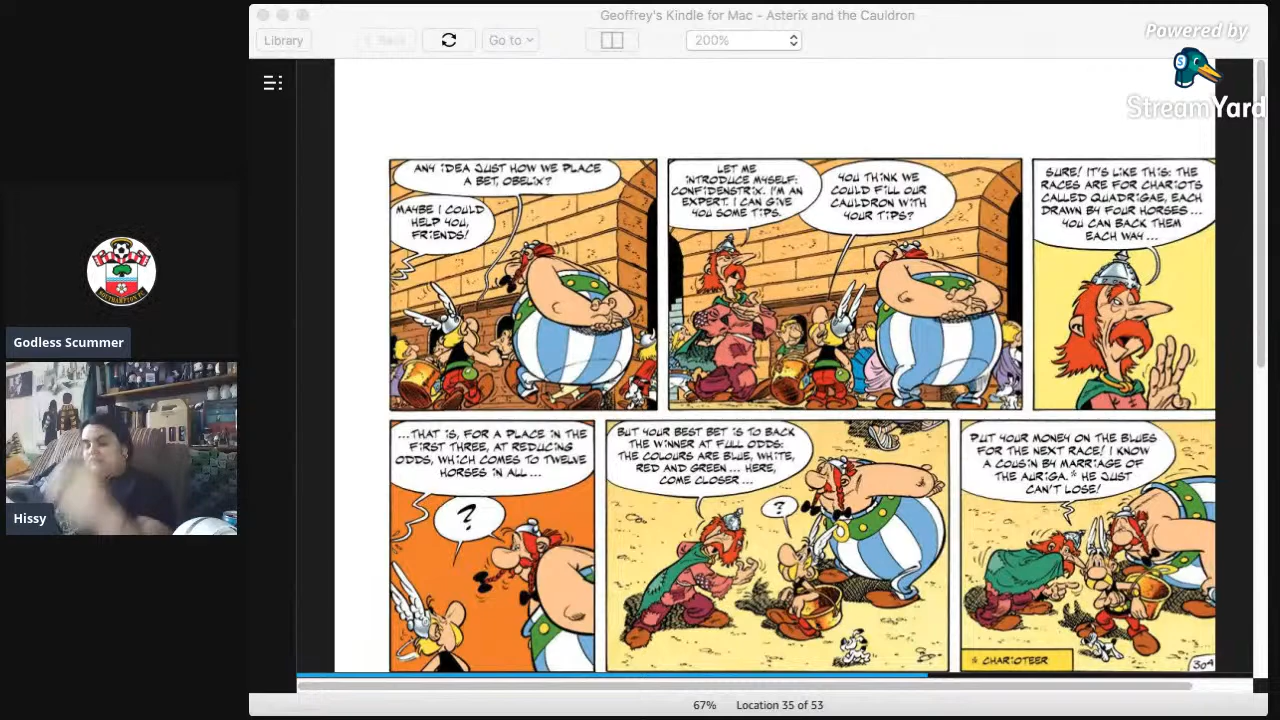 Geoffrey's Kindle for Mac - Asterix and the Cauldron
Library
Back
Go to
200%
Powered by
StreamYard
ANY IDEA JUST HOW WE PLACE
A BET, OBELIX?
MAYBE I COULD
HELP YOU,
FRIENDS!
LET ME
INTRODUCE MYSELF:
CONFIDENSTRIX. I'M AN
EXPERT. I CAN GIVE
YOU SOME TIPS.
YOU THINK WE
COULD FILL OUR
CAULDRON WITH
YOUR TIPS?
SURE! IT'S LIKE THIS: THE
RACES ARE FOR CHARIOTS
CALLED QUADRIGAE, EACH
DRAWN BY FOUR HORSES...
YOU CAN BACK THEM
EACH WAY...
...THAT IS, FOR A PLACE IN THE
FIRST THREE, AT REDUCING
ODDS, WHICH COMES TO TWELVE
HORSES IN ALL...
?
BUT YOUR BEST BET IS TO BACK
THE WINNER AT FULL ODDS:
THE COLOURS ARE BLUE, WHITE,
RED AND GREEN... HERE,
COME CLOSER...
?
PUT YOUR MONEY ON THE BLUES
FOR THE NEXT RACE! I KNOW
A COUSIN BY MARRIAGE OF
THE AURIGA.* HE JUST
CAN'T LOSE!
* CHARIOTEER
30A
67%
Location 35 of 53
SOUTHAMPTON FC
Godless Scummer
Hissy